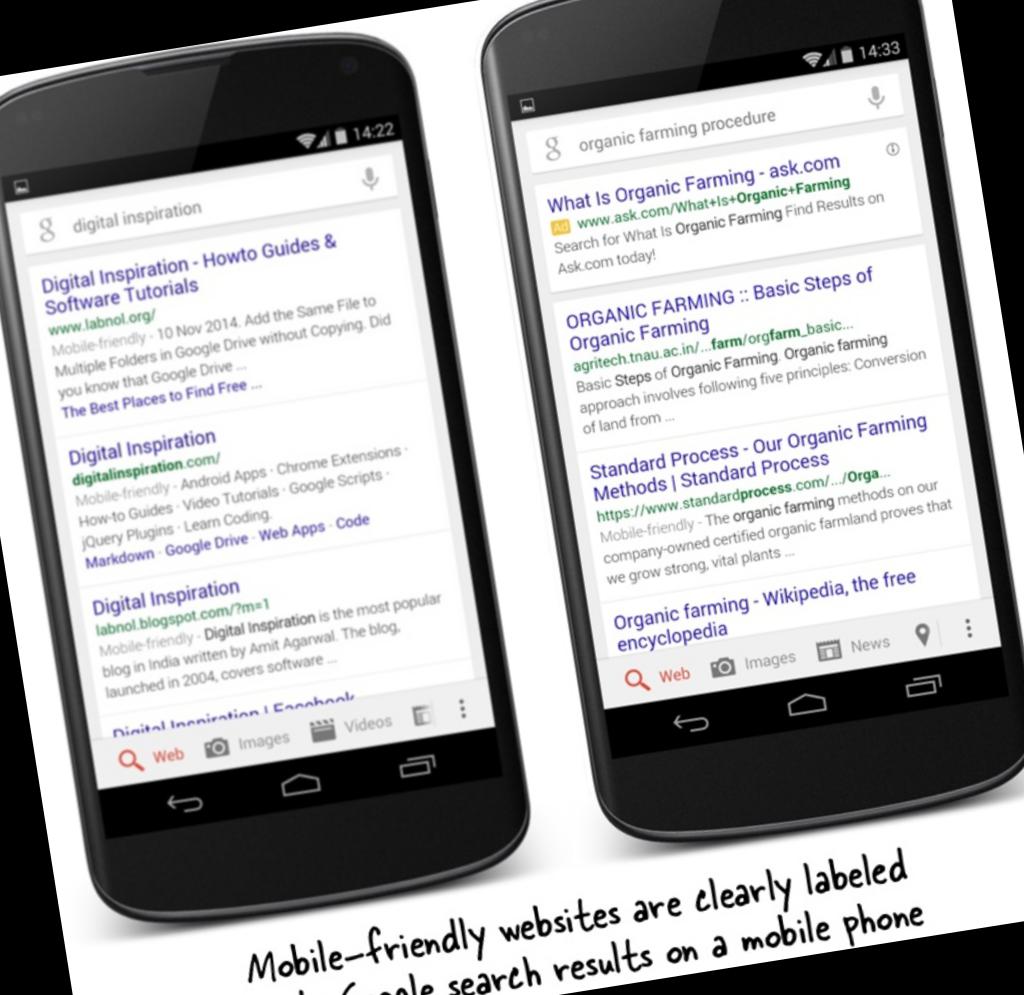 14:22
digital inspiration
Digital Inspiration - Howto Guides &
Software Tutorials
www.labnol.org/
Mobile-friendly - 10 Nov 2014. Add the Same File to
Multiple Folders in Google Drive without Copying. Did
you know that Google Drive ...
The Best Places to Find Free ...
Digital Inspiration
digitalinspiration.com/
Mobile-friendly - Android Apps · Chrome Extensions ·
How-to Guides · Video Tutorials · Google Scripts ·
jQuery Plugins · Learn Coding.
Markdown · Google Drive · Web Apps · Code
Digital Inspiration
labnol.blogspot.com/?m=1
Mobile-friendly - Digital Inspiration is the most popular
blog in India written by Amit Agarwal. The blog,
launched in 2004, covers software ...
Digital Inspiration | Facebook
Web Images Videos
14:33
organic farming procedure
What Is Organic Farming - ask.com
Ad www.ask.com/What+Is+Organic+Farming
Search for What Is Organic Farming Find Results on
Ask.com today!
ORGANIC FARMING :: Basic Steps of
Organic Farming
agritech.tnau.ac.in/...farm/orgfarm_basic...
Basic Steps of Organic Farming. Organic farming
approach involves following five principles: Conversion
of land from ...
Standard Process - Our Organic Farming
Methods | Standard Process
https://www.standardprocess.com/.../Orga...
Mobile-friendly - The organic farming methods on our
company-owned certified organic farmland proves that
we grow strong, vital plants ...
Organic farming - Wikipedia, the free
encyclopedia
Web Images News
Mobile-friendly websites are clearly labeled
Google search results on a mobile phone